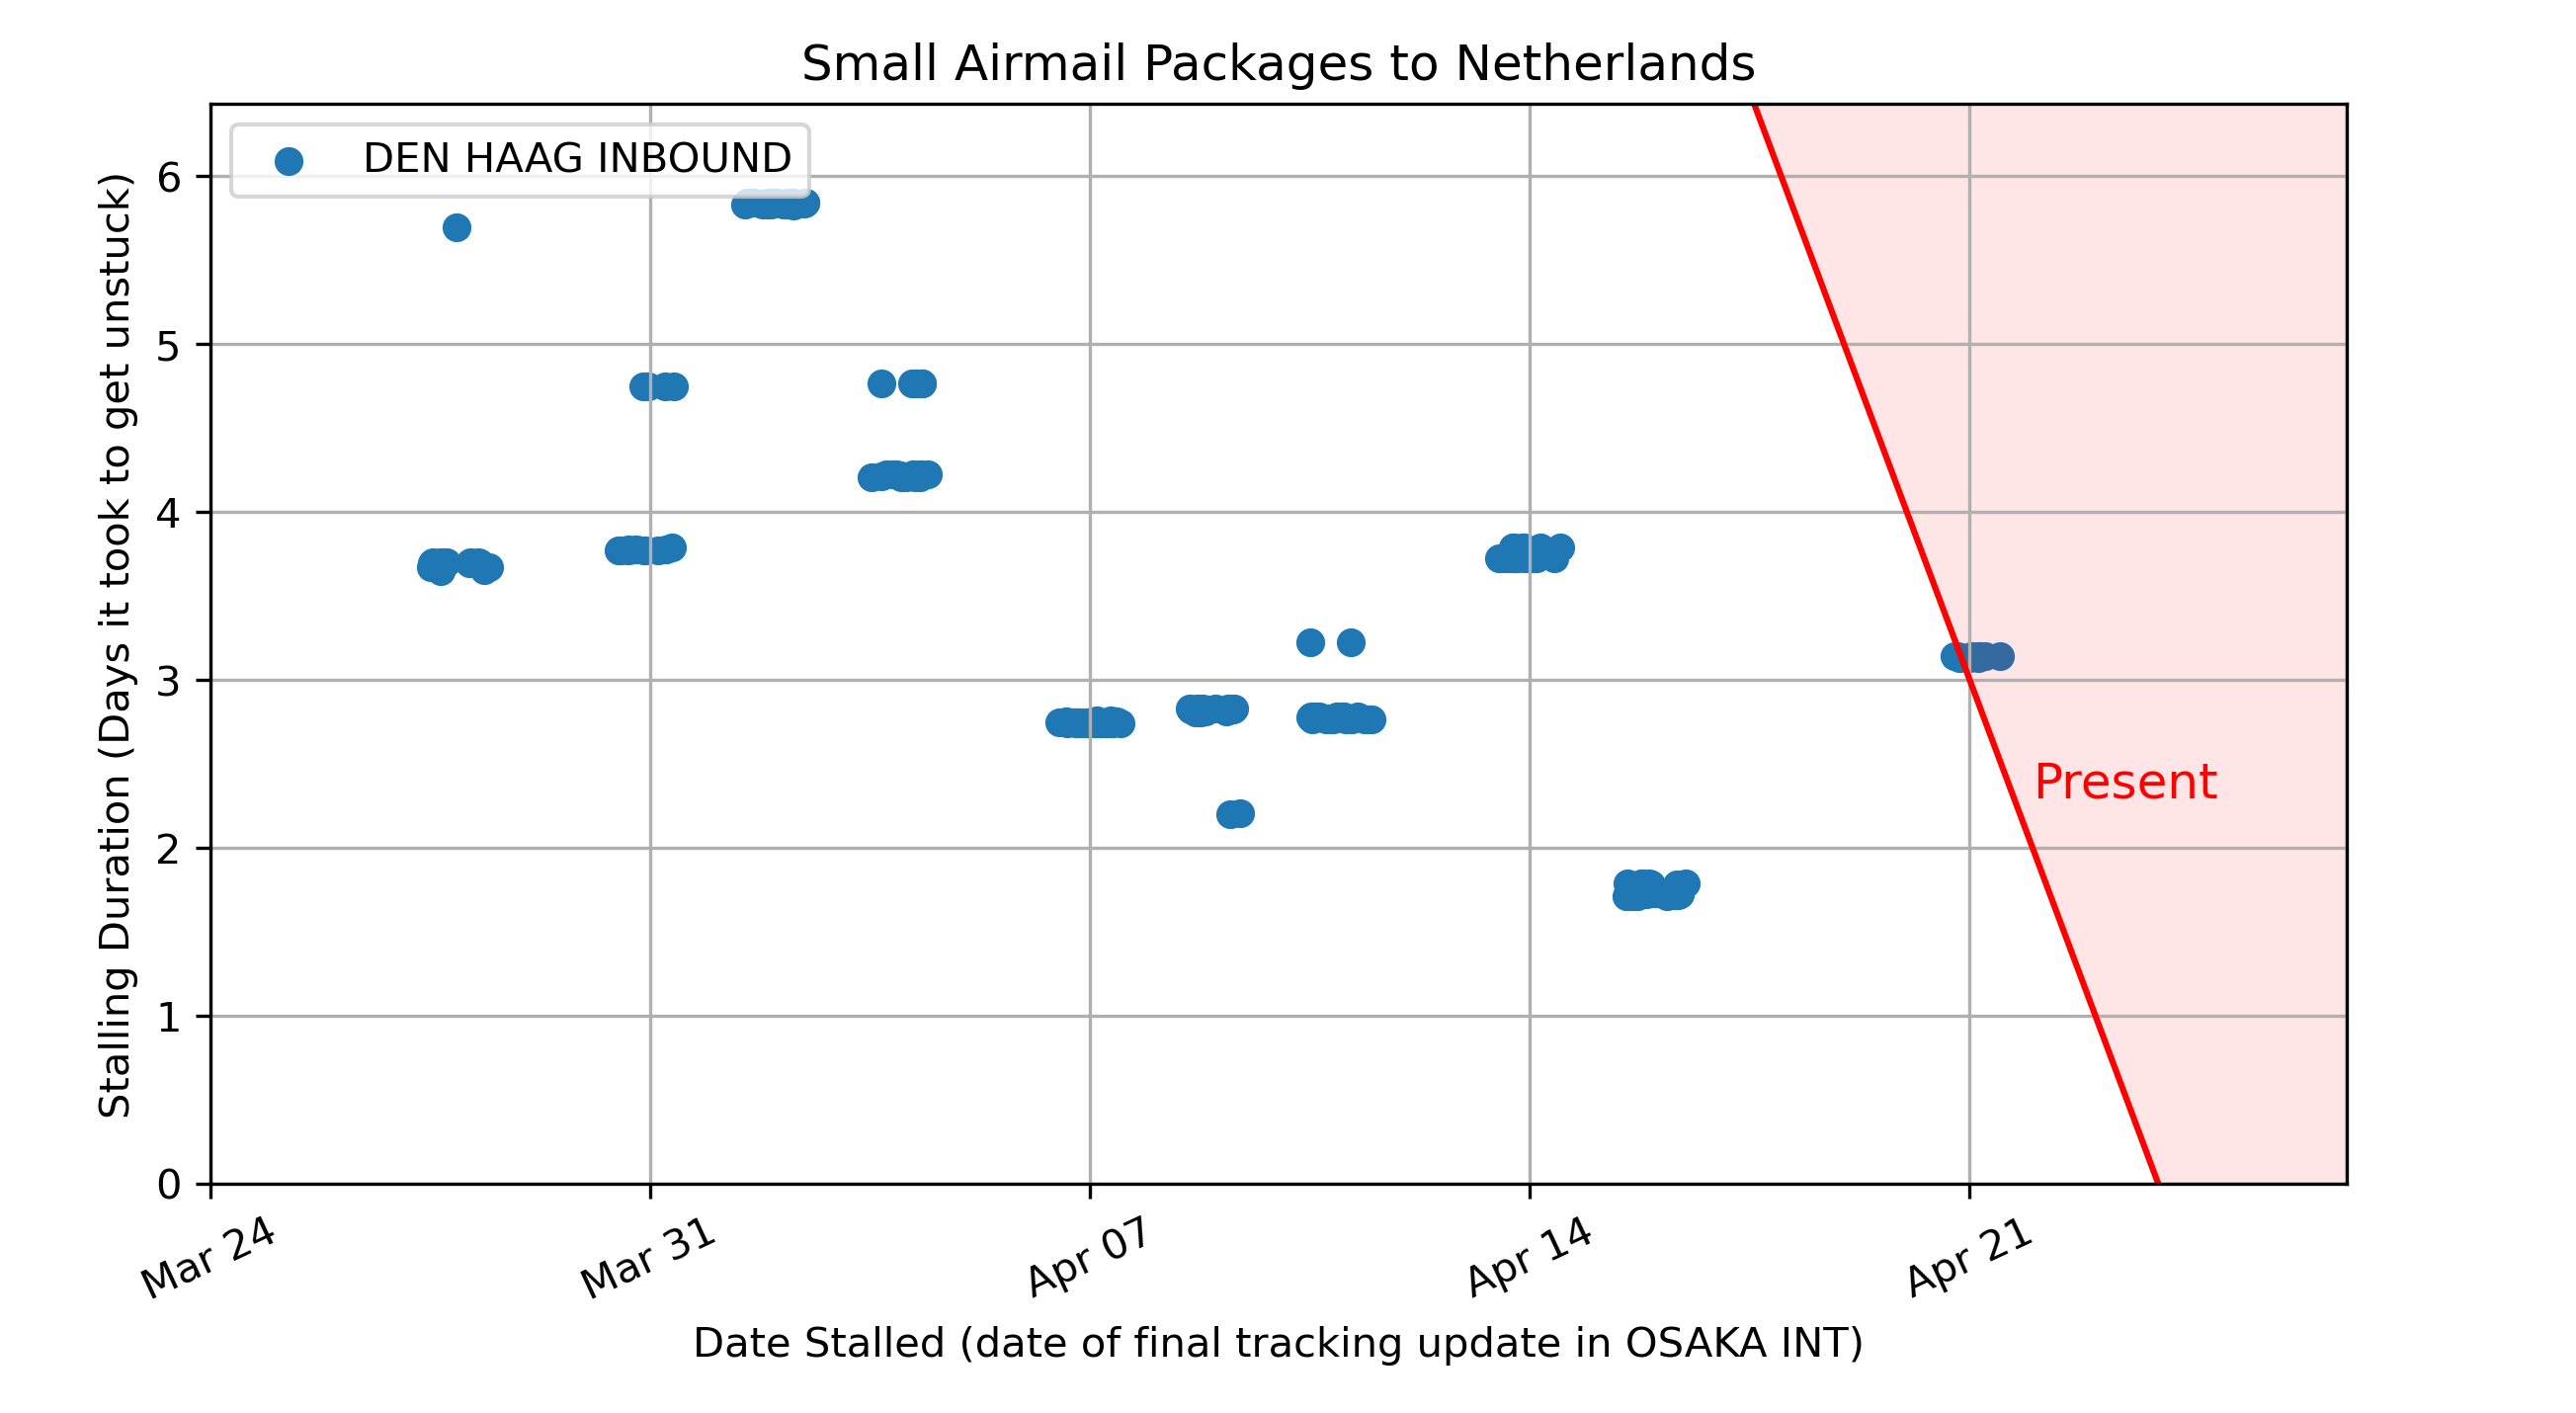 Small Airmail Packages to Netherlands
DEN HAAG INBOUND
Stalling Duration (Days it took to get unstuck)
6
5
4
3
2
1
0
Present
Mar 24
Mar 31
Apr 07
Apr 14
Apr 21
Date Stalled (date of final tracking update in OSAKA INT)